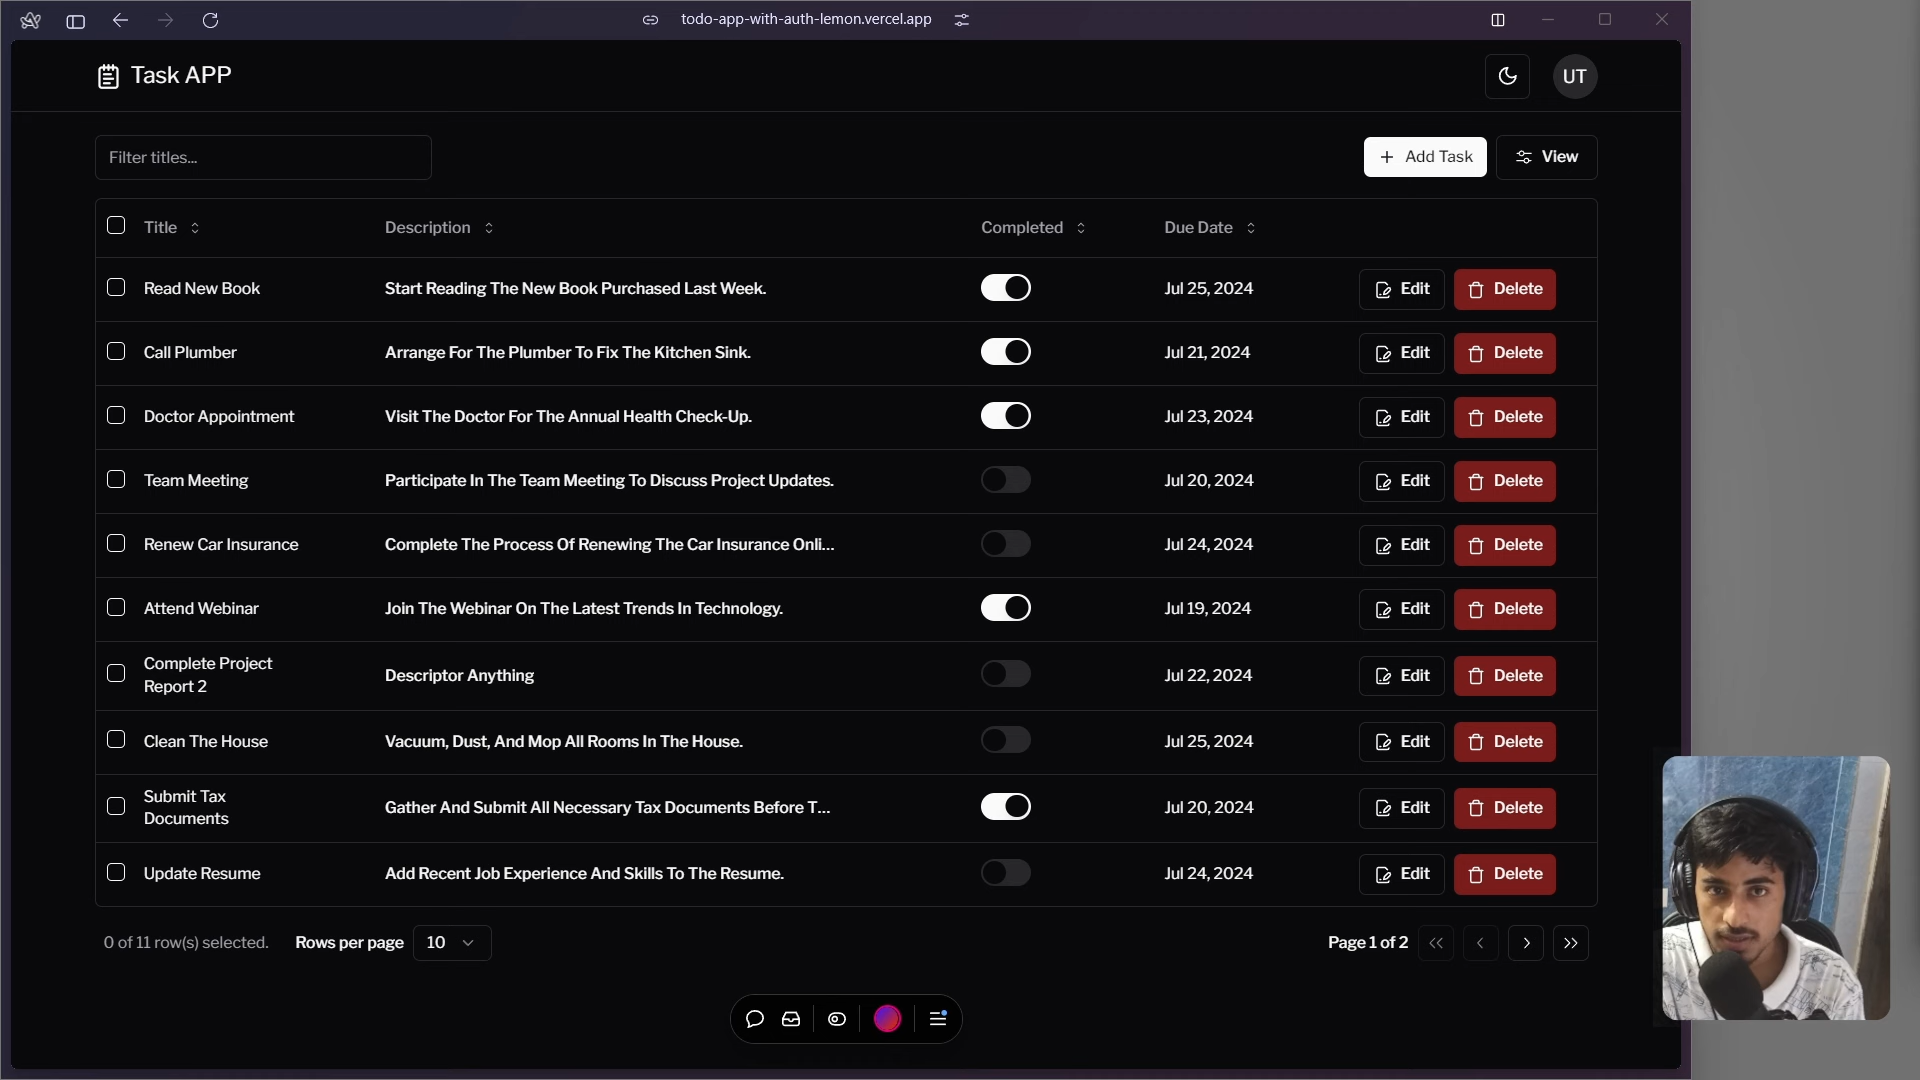 todo-app-with-auth-lemon.vercel.app
Task APP
UT
Filter titles...
Add Task
View
Title
Description
Completed
Due Date
Read New Book
Start Reading The New Book Purchased Last Week.
Jul 25, 2024
Edit
Delete
Call Plumber
Arrange For The Plumber To Fix The Kitchen Sink.
Jul 21, 2024
Edit
Delete
Doctor Appointment
Visit The Doctor For The Annual Health Check-Up.
Jul 23, 2024
Edit
Delete
Team Meeting
Participate In The Team Meeting To Discuss Project Updates.
Jul 20, 2024
Edit
Delete
Renew Car Insurance
Complete The Process Of Renewing The Car Insurance Onli...
Jul 24, 2024
Edit
Delete
Attend Webinar
Join The Webinar On The Latest Trends In Technology.
Jul 19, 2024
Edit
Delete
Complete Project
Report 2
Descriptor Anything
Jul 22, 2024
Edit
Delete
Clean The House
Vacuum, Dust, And Mop All Rooms In The House.
Jul 25, 2024
Edit
Delete
Submit Tax
Documents
Gather And Submit All Necessary Tax Documents Before T...
Jul 20, 2024
Edit
Delete
Update Resume
Add Recent Job Experience And Skills To The Resume.
Jul 24, 2024
Edit
Delete
0 of 11 row(s) selected.
Rows per page
10
Page 1 of 2